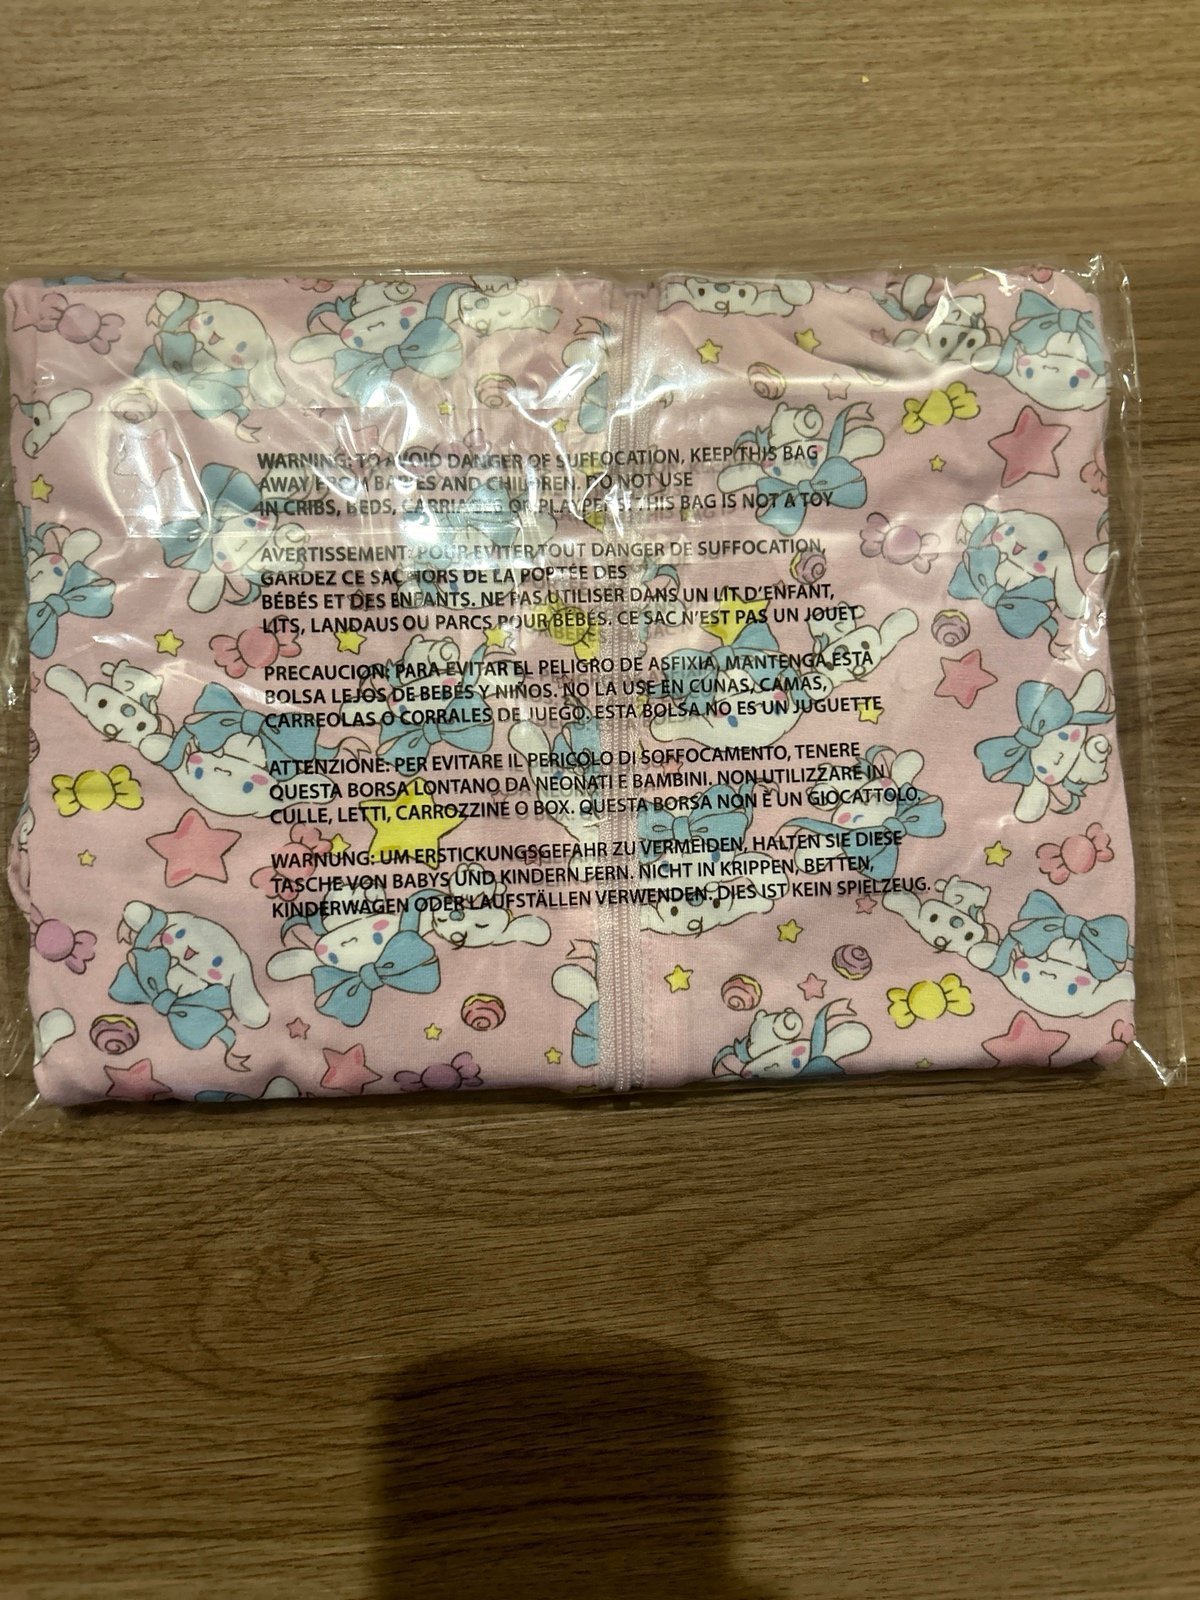 WARNING: TO AVOID DANGER OF SUFFOCATION, KEEP THIS BAG
AWAY FROM BABIES AND CHILDREN. DO NOT USE
IN CRIBS, BEDS, CARRIAGES OR PLAYPENS. THIS BAG IS NOT A TOY
AVERTISSEMENT: POUR EVITER TOUT DANGER DE SUFFOCATION,
GARDEZ CE SAC HORS DE LA PORTÉE DES
BÉBÉS ET DES ENFANTS. NE PAS UTILISER DANS UN LIT D'ENFANT,
LITS, LANDAUS OU PARCS POUR BÉBÉS. CE SAC N'EST PAS UN JOUET
PRECAUCION: PARA EVITAR EL PELIGRO DE ASFIXIA, MANTENGA ESTA
BOLSA LEJOS DE BEBÉS Y NIÑOS. NO LA USE EN CUNAS, CAMAS,
CARREOLAS O CORRALES DE JUEGO. ESTA BOLSA NO ES UN JUGUETTE
ATTENZIONE: PER EVITARE IL PERICOLO DI SOFFOCAMENTO, TENERE
QUESTA BORSA LONTANO DA NEONATI E BAMBINI. NON UTILIZZARE IN
CULLE, LETTI, CARROZZINE O BOX. QUESTA BORSA NON È UN GIOCATTOLO.
WARNUNG: UM ERSTICKUNGSGEFAHR ZU VERMEIDEN, HALTEN SIE DIESE
TASCHE VON BABYS UND KINDERN FERN. NICHT IN KRIPPEN, BETTEN,
KINDERWAGEN ODER LAUFSTÄLLEN VERWENDEN. DIES IST KEIN SPIELZEUG.